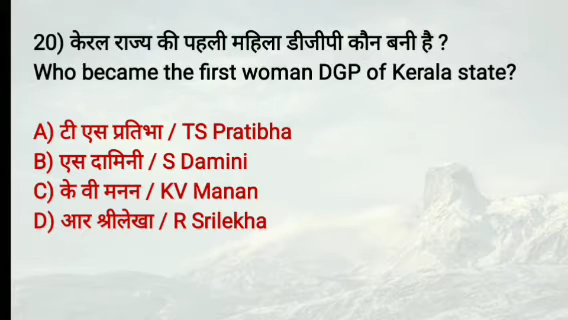 20) केरल राज्य की पहली महिला डीजीपी कौन बनी है ?
Who became the first woman DGP of Kerala state?
A) टी एस प्रतिभा / TS Pratibha
B) एस दामिनी / S Damini
C) के वी मनन / KV Manan
D) आर श्रीलेखा / R Srilekha